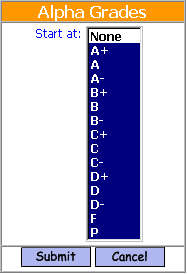 Alpha Grades
Start at: None
A+
A
A-
B+
B
B-
C+
C
C-
D+
D
D-
F
P
Submit Cancel